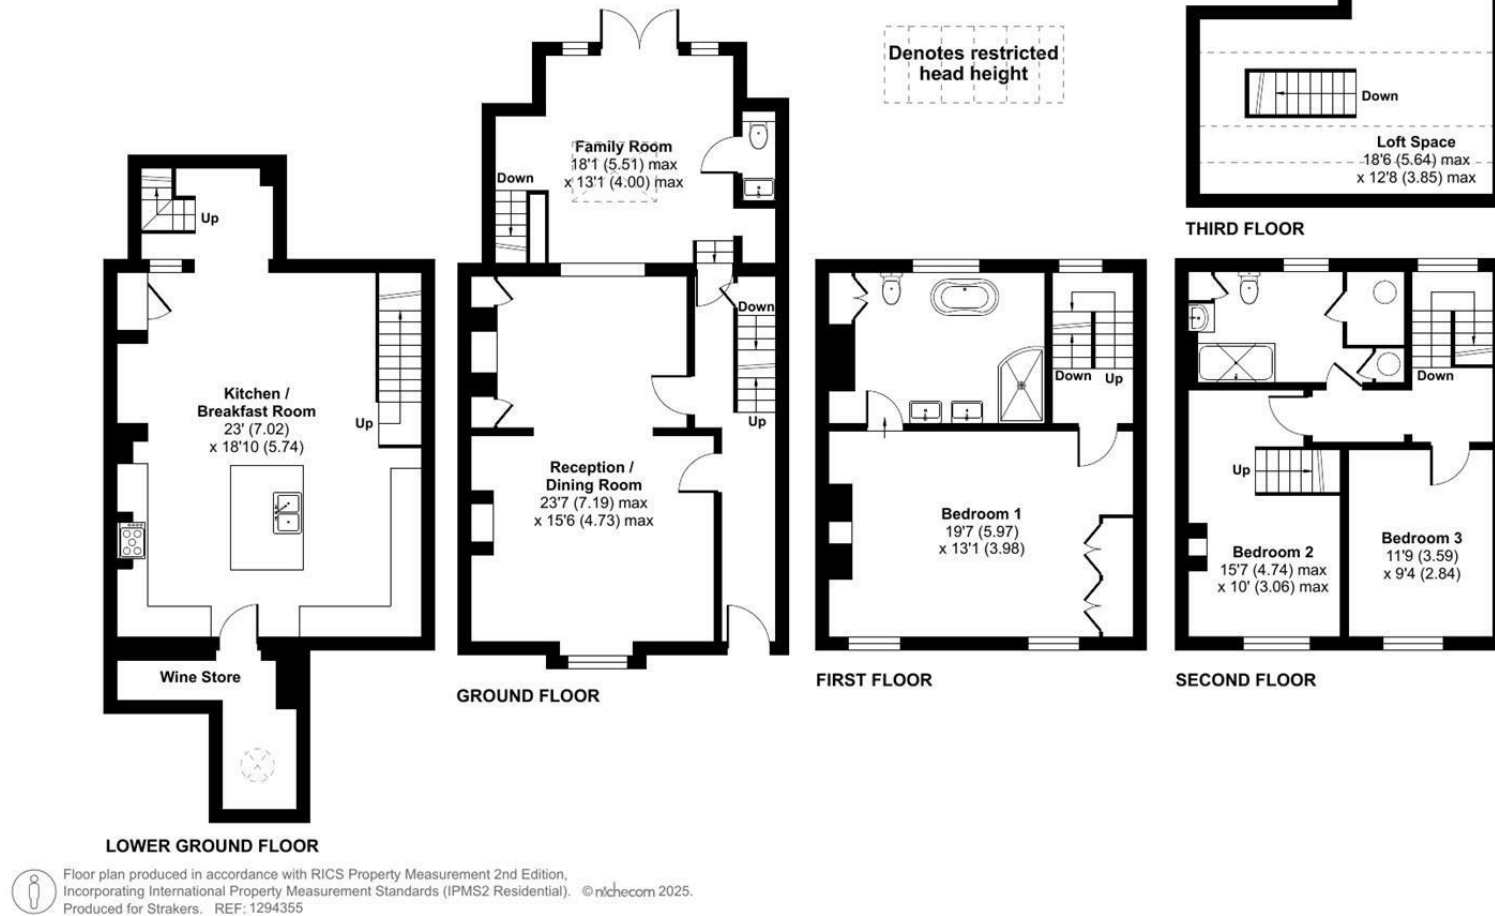 Denotes restricted
head height
Down
Loft Space
18'6 (5.64) max
x 12'8 (3.85) max
THIRD FLOOR
Up
Kitchen /
Breakfast Room
23' (7.02)
x 18'10 (5.74)
Up
Wine Store
LOWER GROUND FLOOR
Family Room
18'1 (5.51) max
x 13'1 (4.00) max
Down
Down
Up
Reception /
Dining Room
23'7 (7.19) max
x 15'6 (4.73) max
GROUND FLOOR
Down
Up
Bedroom 1
19'7 (5.97)
x 13'1 (3.98)
FIRST FLOOR
Down
Up
Bedroom 2
15'7 (4.74) max
x 10' (3.06) max
Bedroom 3
11'9 (3.59)
x 9'4 (2.84)
SECOND FLOOR
Floor plan produced in accordance with RICS Property Measurement 2nd Edition,
Incorporating International Property Measurement Standards (IPMS2 Residential). © nichecom 2025.
Produced for Strakers. REF: 1294355